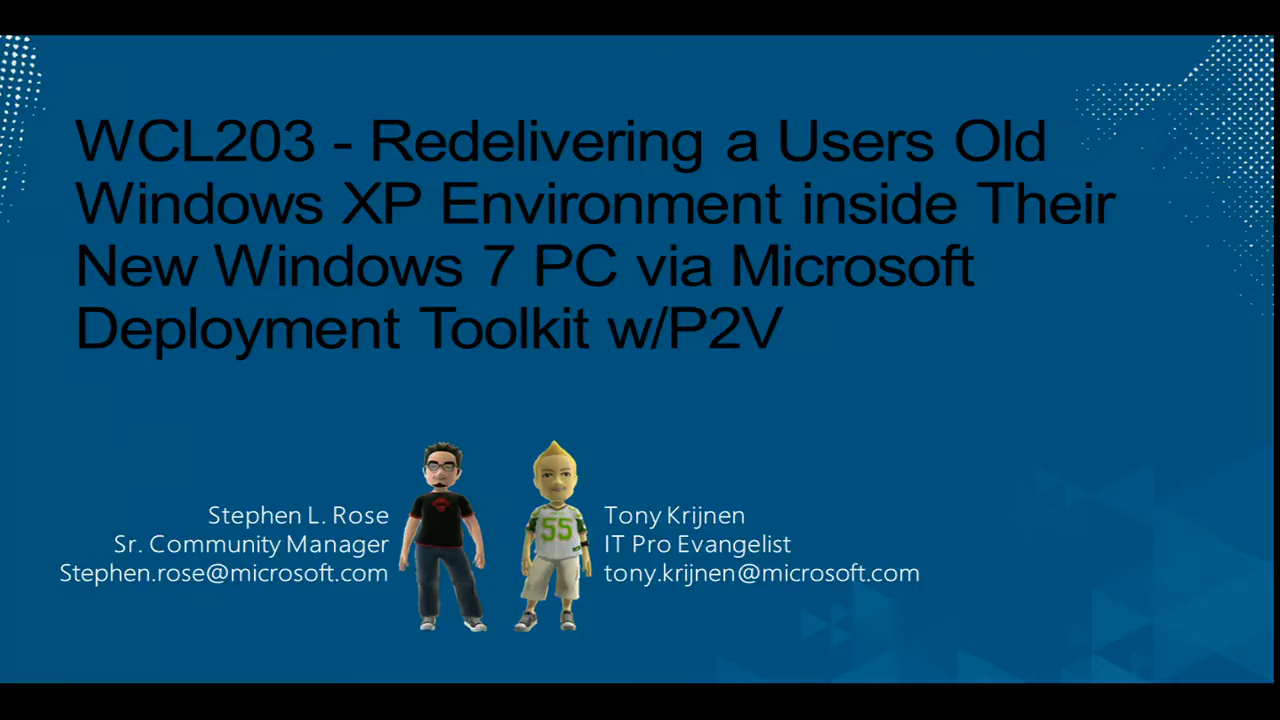 WCL203 - Redelivering a Users Old
Windows XP Environment inside Their
New Windows 7 PC via Microsoft
Deployment Toolkit w/P2V
Stephen L. Rose
Sr. Community Manager
Stephen.rose@microsoft.com
55
Tony Krijnen
IT Pro Evangelist
tony.krijnen@microsoft.com